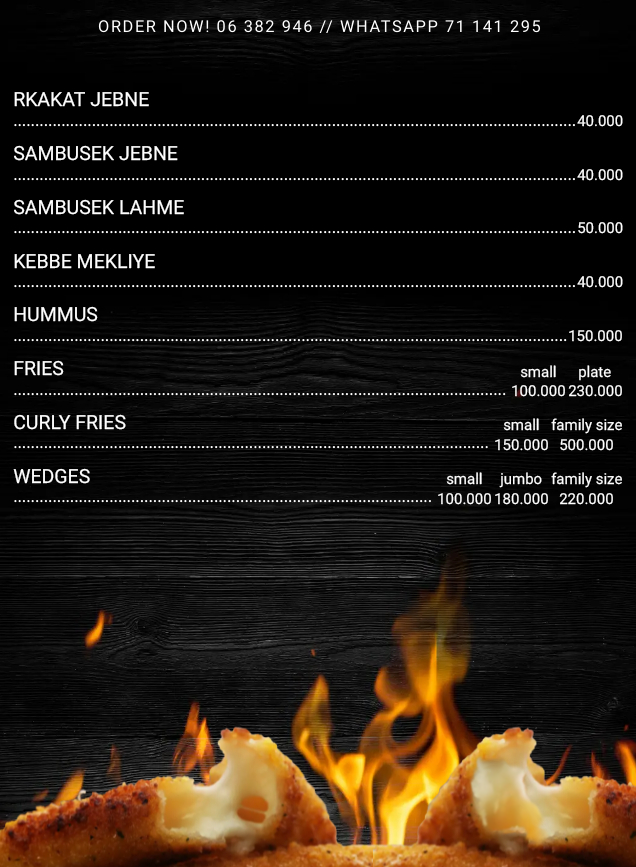 ORDER NOW! 06 382 946 // WHATSAPP 71 141 295
RKAKAT JEBNE
40.000
SAMBUSEK JEBNE
40.000
SAMBUSEK LAHME
50.000
KEBBE MEKLIYE
40.000
HUMMUS
150.000
FRIES small plate
100.000 230.000
CURLY FRIES small family size
150.000 500.000
WEDGES small jumbo family size
100.000 180.000 220.000